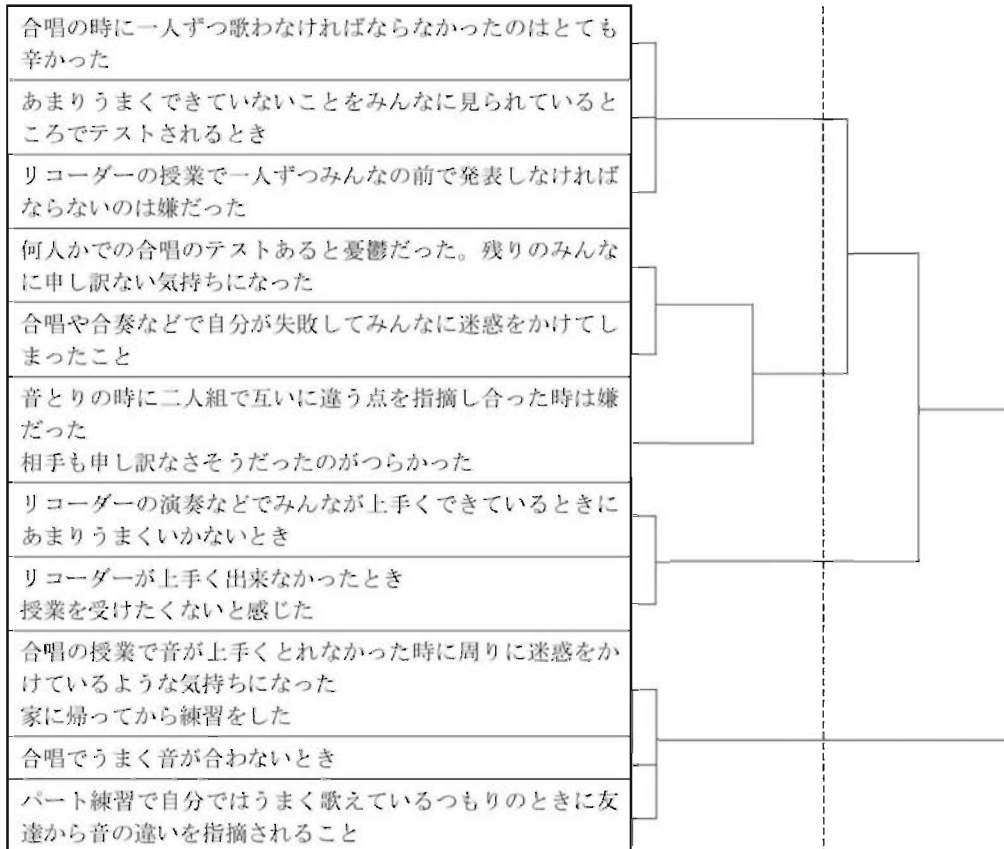 合唱の時に一人ずつ歌わなければならなかったのはとても
辛かった
あまりうまくできていないことをみんなに見られていると
ころでテストされるとき
リコーダーの授業で一人ずつみんなの前で発表しなければ
ならないのは嫌だった
何人かでの合唱のテストあると憂鬱だった。残りのみんな
に申し訳ない気持ちになった
合唱や合奏などで自分が失敗してみんなに迷惑をかけてし
まったこと
音とりの時に二人組で互いに違う点を指摘し合った時は嫌
だった
相手も申し訳なさそうだったのがつらかった
リコーダーの演奏などでみんなが上手くできているときに
あまりうまくいかないとき
リコーダーが上手く出来なかったとき
授業を受けたくないと感じた
合唱の授業で音が上手くとれなかった時に周りに迷惑をか
けているような気持ちになった
家に帰ってから練習をした
合唱でうまく音が合わないとき
パート練習で自分ではうまく歌えているつもりのときに友
達から音の違いを指摘されること